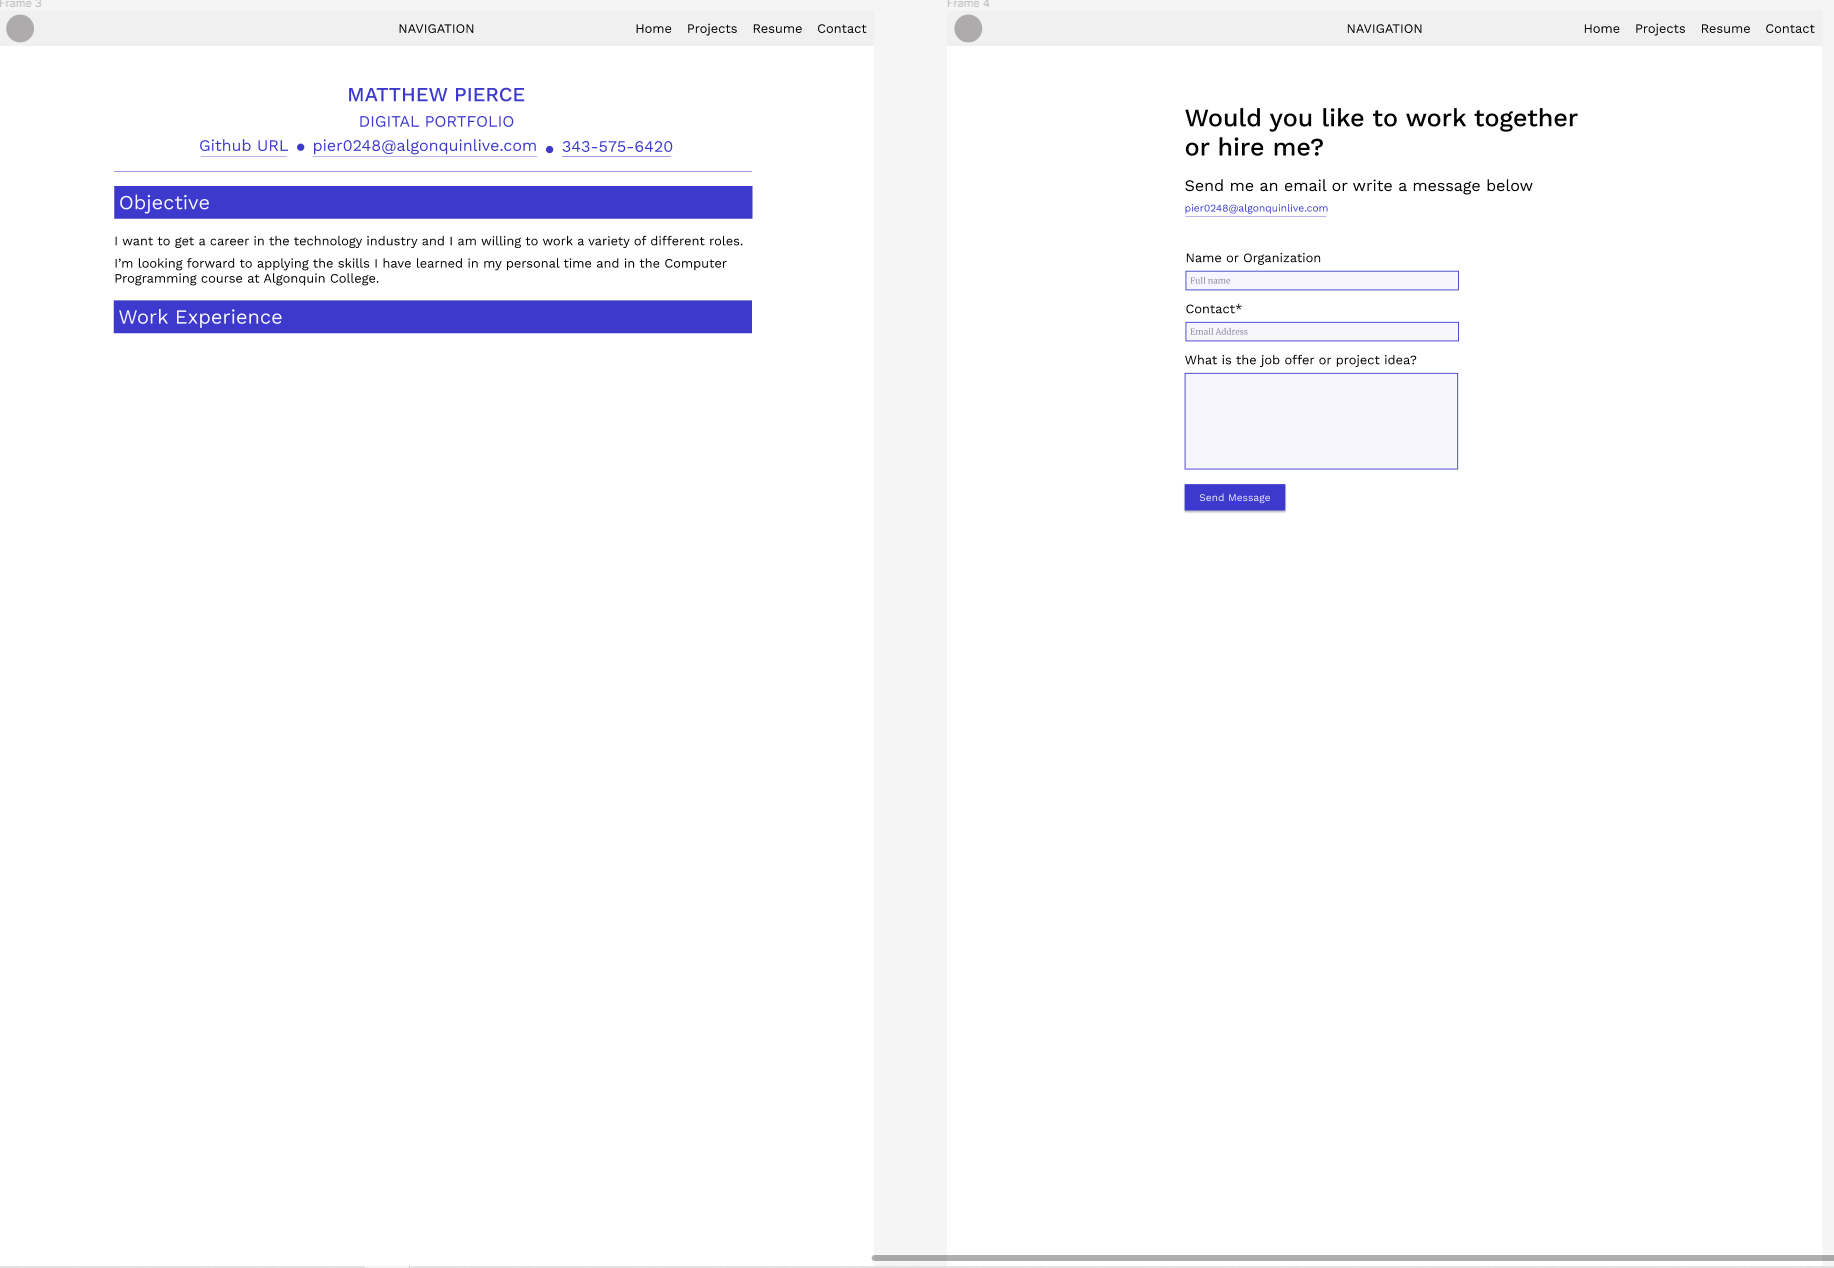 Frame 3
NAVIGATION
Home Projects Resume Contact
MATTHEW PIERCE
DIGITAL PORTFOLIO
Github URL • pier0248@algonquinlive.com • 343-575-6420
Objective
I want to get a career in the technology industry and I am willing to work a variety of different roles.
I’m looking forward to applying the skills I have learned in my personal time and in the Computer
Programming course at Algonquin College.
Work Experience
Frame 4
NAVIGATION
Home Projects Resume Contact
Would you like to work together
or hire me?
Send me an email or write a message below
pier0248@algonquinlive.com
Name or Organization
Full name
Contact*
Email Address
What is the job offer or project idea?
Send Message